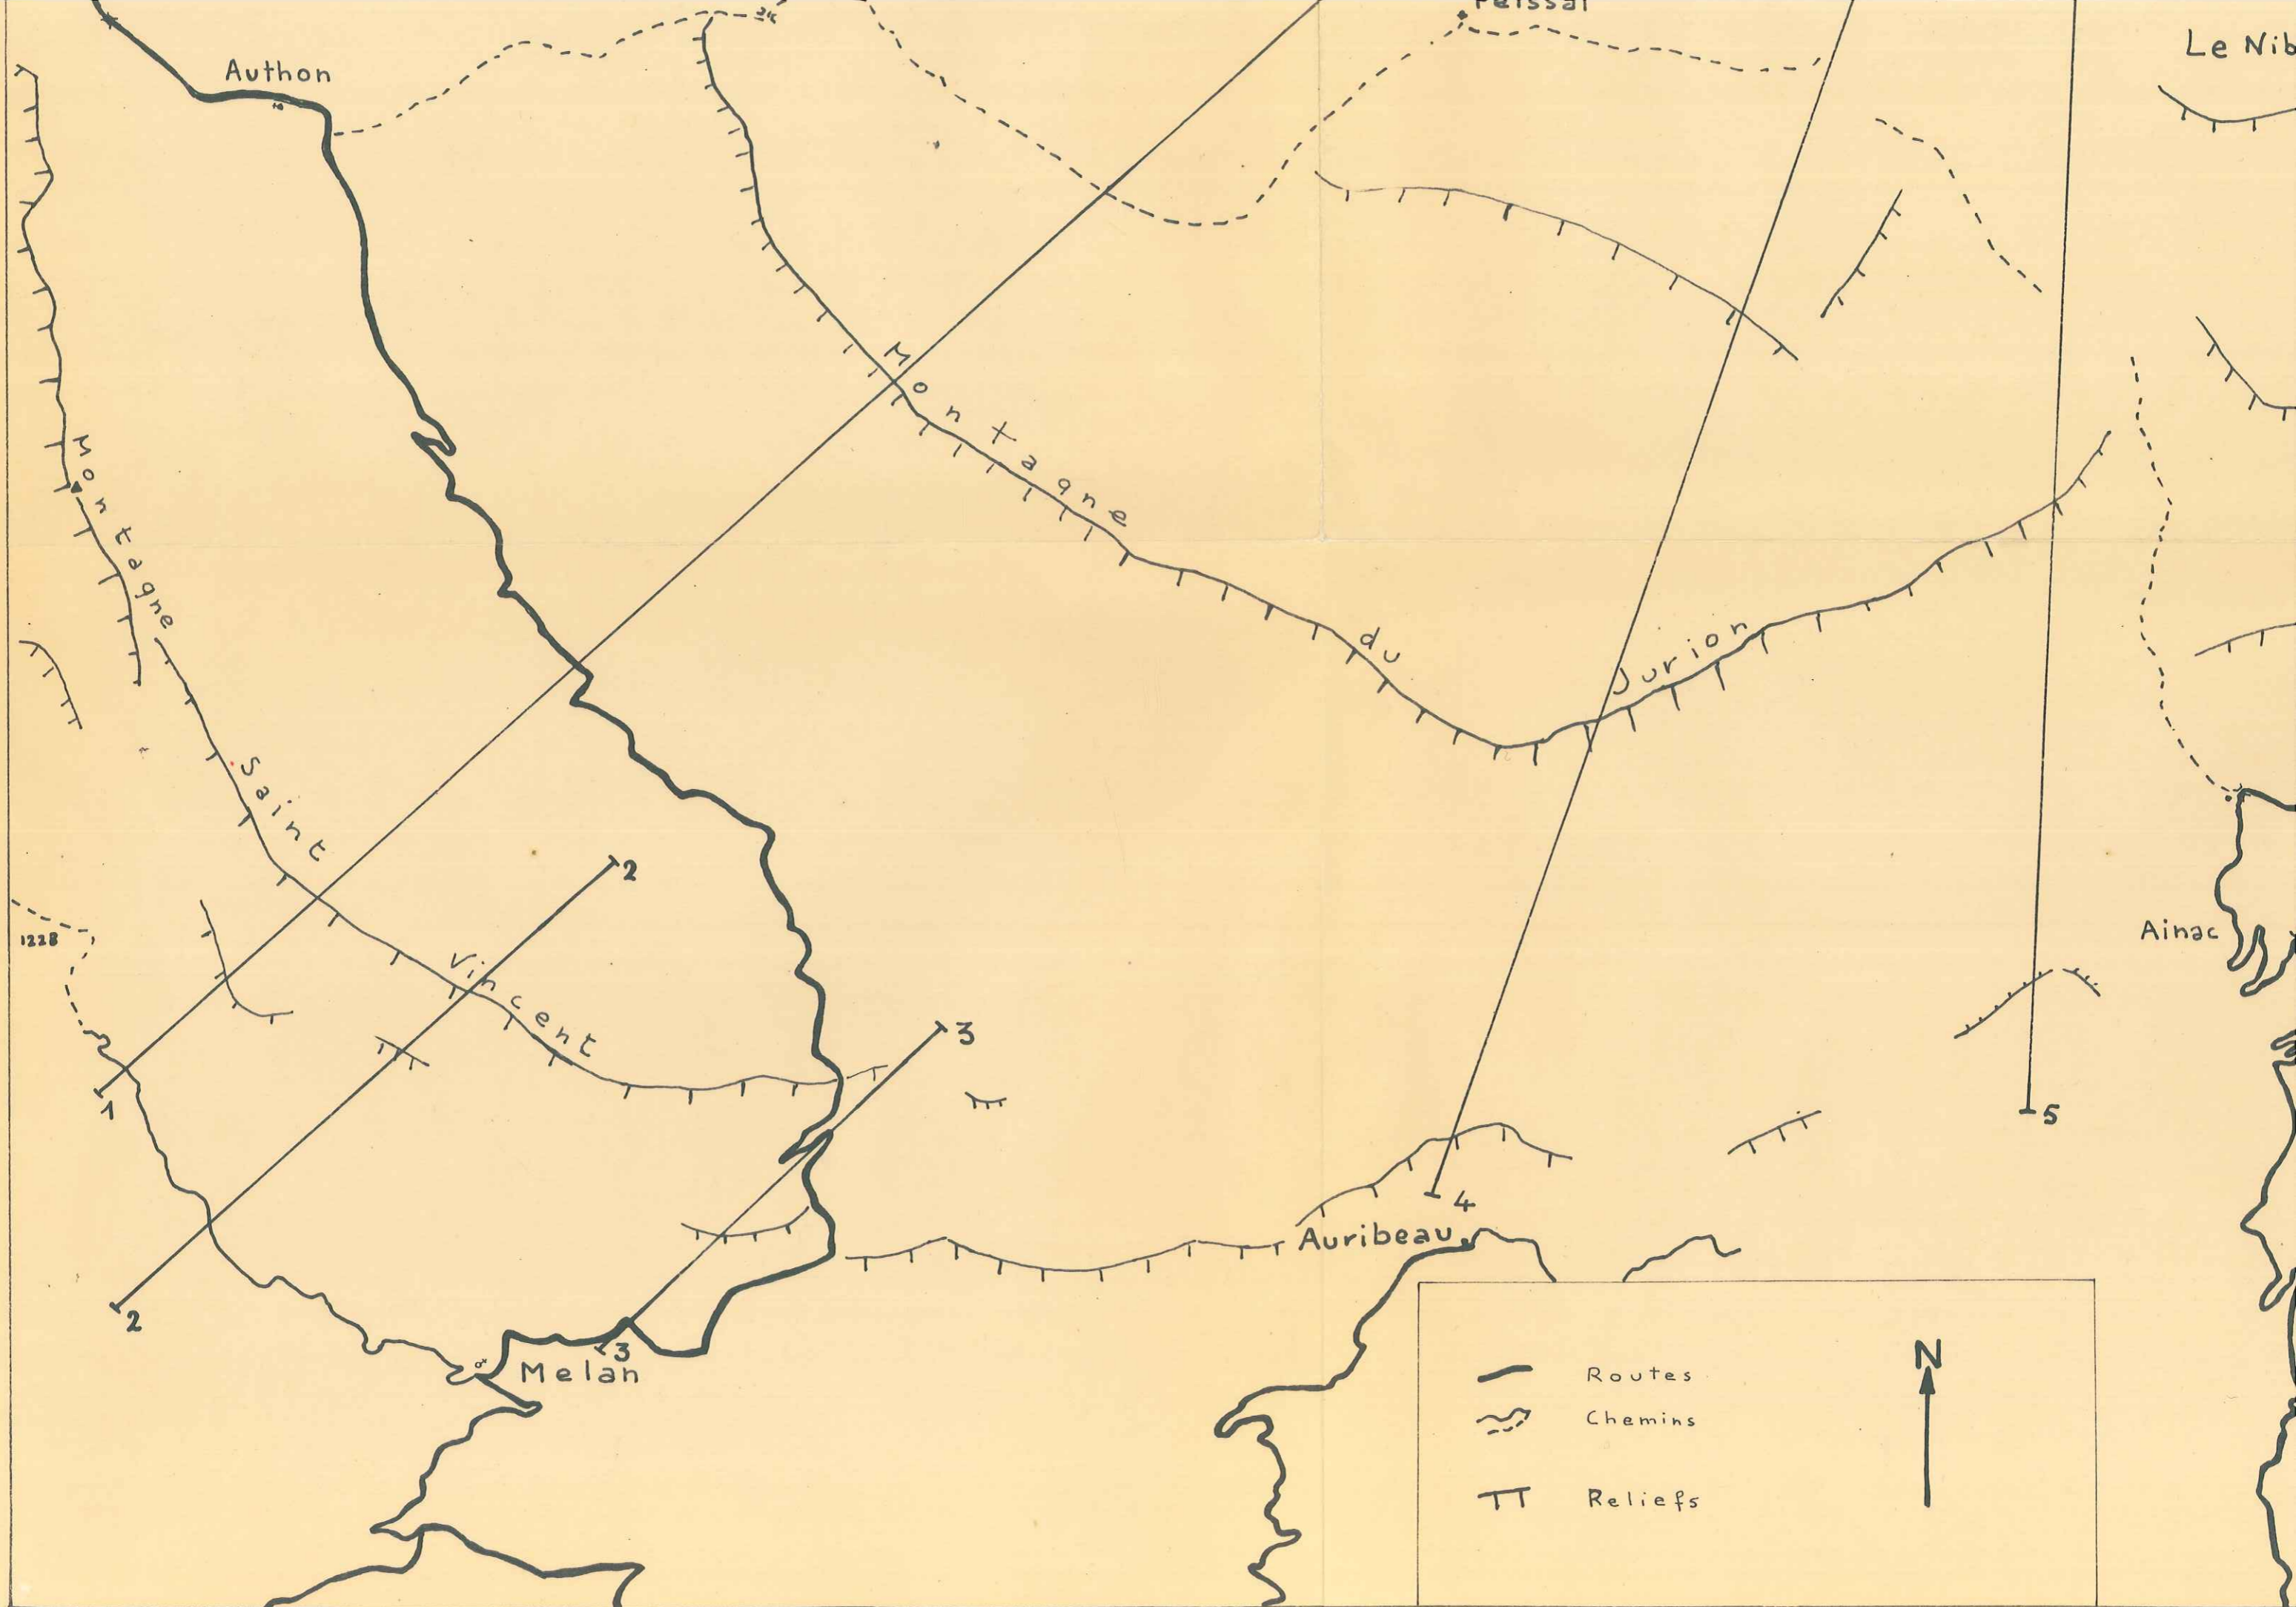 Feissal
Le Nib
Authon
Montagne
du
Jurion
Montagne
Saint
Vincent
2
1228
Ainac
3
1
5
4
Auribeau
2
3
Melan
N
Routes
Chemins
Reliefs